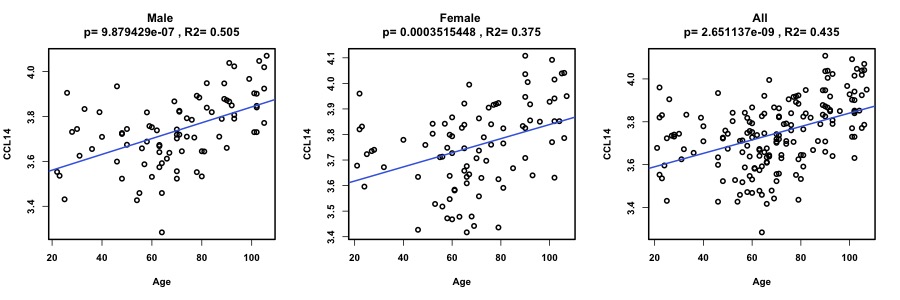 Male
p= 9.879429e-07 , R2= 0.505
CCL14
4.0
3.8
3.6
3.4
20 40 60 80 100
Age
Female
p= 0.0003515448 , R2= 0.375
CCL14
4.1
4.0
3.9
3.8
3.7
3.6
3.5
3.4
20 40 60 80 100
Age
All
p= 2.651137e-09 , R2= 0.435
CCL14
4.0
3.8
3.6
3.4
20 40 60 80 100
Age